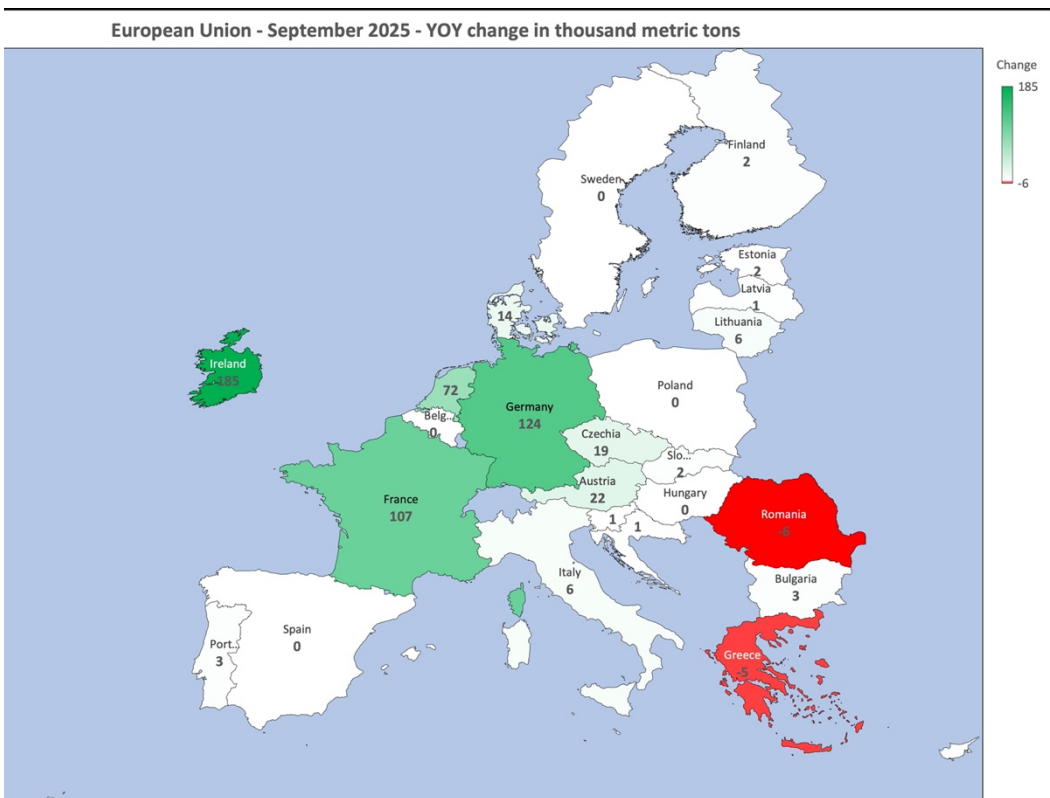 European Union - September 2025 - YOY change in thousand metric tons
Change
185
-6
Finland
2
Sweden
0
Estonia
2
Latvia
1
Lithuania
6
14
Ireland
185
72
Belg...
0
Germany
124
Poland
0
Czechia
19
Slo...
2
Austria
22
Hungary
0
France
107
1
1
Romania
-6
Italy
6
Bulgaria
3
Spain
0
Port...
3
Greece
-5